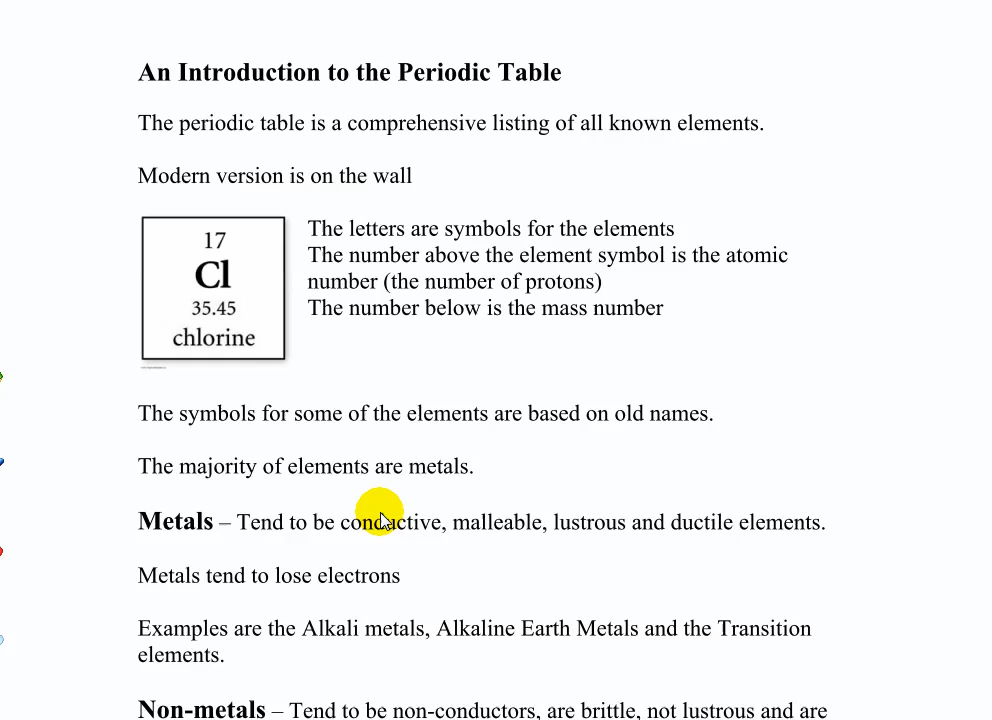 An Introduction to the Periodic Table
The periodic table is a comprehensive listing of all known elements.
Modern version is on the wall
17
Cl
35.45
chlorine
The letters are symbols for the elements
The number above the element symbol is the atomic
number (the number of protons)
The number below is the mass number
The symbols for some of the elements are based on old names.
The majority of elements are metals.
Metals – Tend to be conductive, malleable, lustrous and ductile elements.
Metals tend to lose electrons
Examples are the Alkali metals, Alkaline Earth Metals and the Transition
elements.
Non-metals – Tend to be non-conductors, are brittle, not lustrous and are